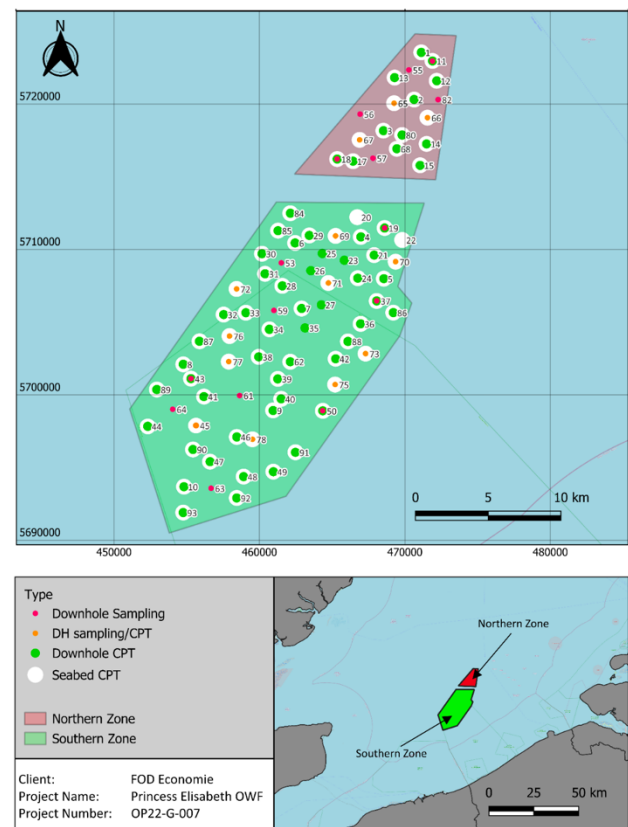 N
450000 460000 470000 480000
5720000
5710000
5700000
5690000
1
11
55
13
12
65 2 82
56
66
3 80
67
14
68
18 17 57
15
84
20
85
19
29 69 4
6
22
30 25 21
23
53 70
31 26
24 5
28 71
72
37
27
59 7
32 33 86
36
34 35
76
87 88
38 73
62 42
8 77
43 39
75
89
41 61
40
64 9 50
44 45
46 78
90 91
47
49
48
10 63
92
93
0 5 10 km
Type
Downhole Sampling
DH sampling/CPT
Downhole CPT
Seabed CPT
Northern Zone
Southern Zone
Client: FOD Economie
Project Name: Princess Elisabeth OWF
Project Number: OP22-G-007
Northern Zone
Southern Zone
0 25 50 km